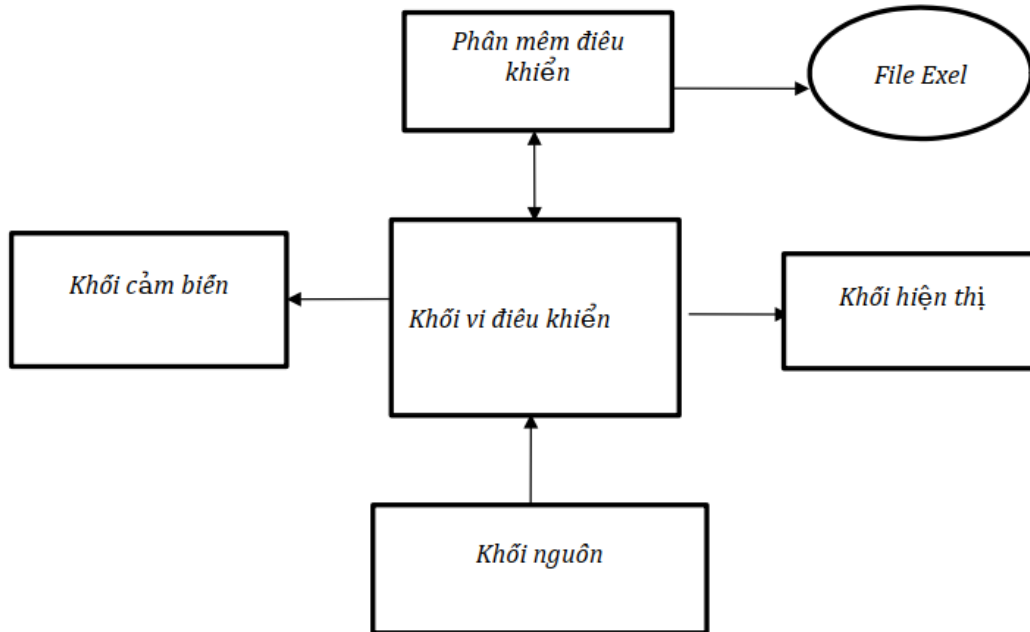 Phân mêm điêu
khiển
File Exel
Khối cảm biến
Khối vi điêu khiển
Khối hiện thị
Khối nguôn